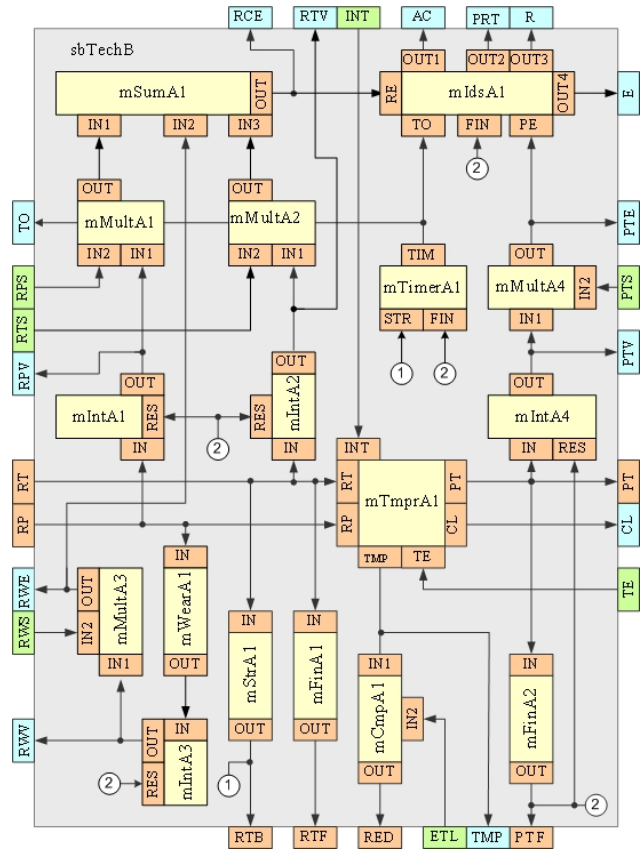 RCE
RTV
INT
AC
PRT
R
sbTechB
OUT1
OUT2
OUT3
mSumA1
OUT
RE
mIdsA1
OUT4
E
IN1
IN2
IN3
TO
FIN
PE
2
OUT
OUT
TO
mMultA1
mMultA2
PTE
IN2
IN1
IN2
IN1
TIM
OUT
RPS
mTimerA1
mMultA4
IN2
PTS
RTS
STR
FIN
IN1
RPV
OUT
OUT
1
2
OUT
PTV
mIntA1
RES
RES
mIntA2
mIntA4
2
IN
IN
INT
IN
RES
RT
RT
mTmprA1
PT
PT
RP
RP
CL
CL
IN
TMP
TE
RWE
OUT
mMultA3
mWearA1
TE
RWS
IN2
IN
IN
IN1
OUT
mStrA1
mFinA1
IN1
mCmpA1
IN2
IN
mFinA2
RWV
OUT
IN
mIntA3
OUT
OUT
2
RES
1
OUT
OUT
2
RTB
RTF
RED
ETL
TMP
PTF